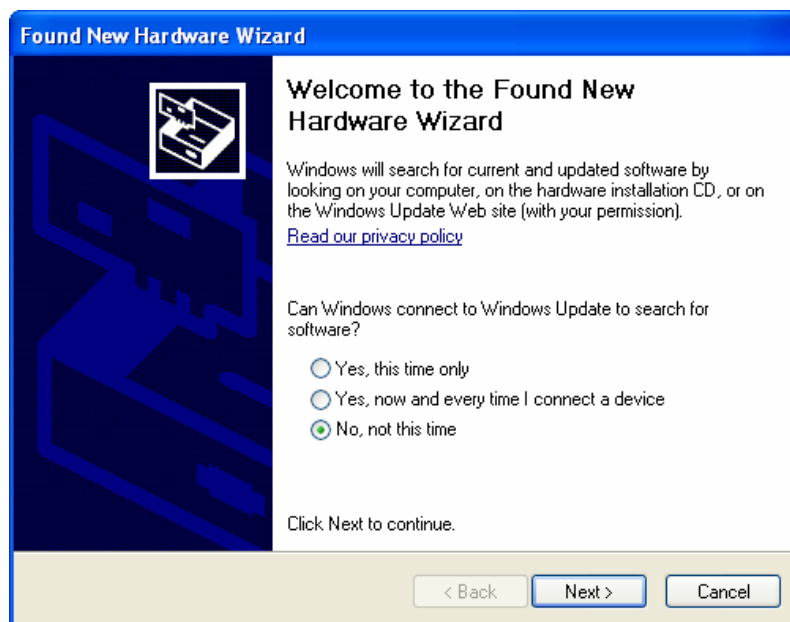 Found New Hardware Wizard
Welcome to the Found New
Hardware Wizard
Windows will search for current and updated software by
looking on your computer, on the hardware installation CD, or on
the Windows Update Web site (with your permission).
Read our privacy policy
Can Windows connect to Windows Update to search for
software?
Yes, this time only
Yes, now and every time I connect a device
No, not this time
Click Next to continue.
< Back Next > Cancel